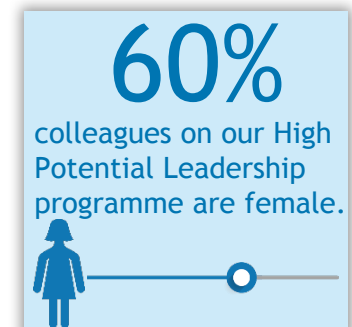 60%
colleagues on our High
Potential Leadership
programme are female.